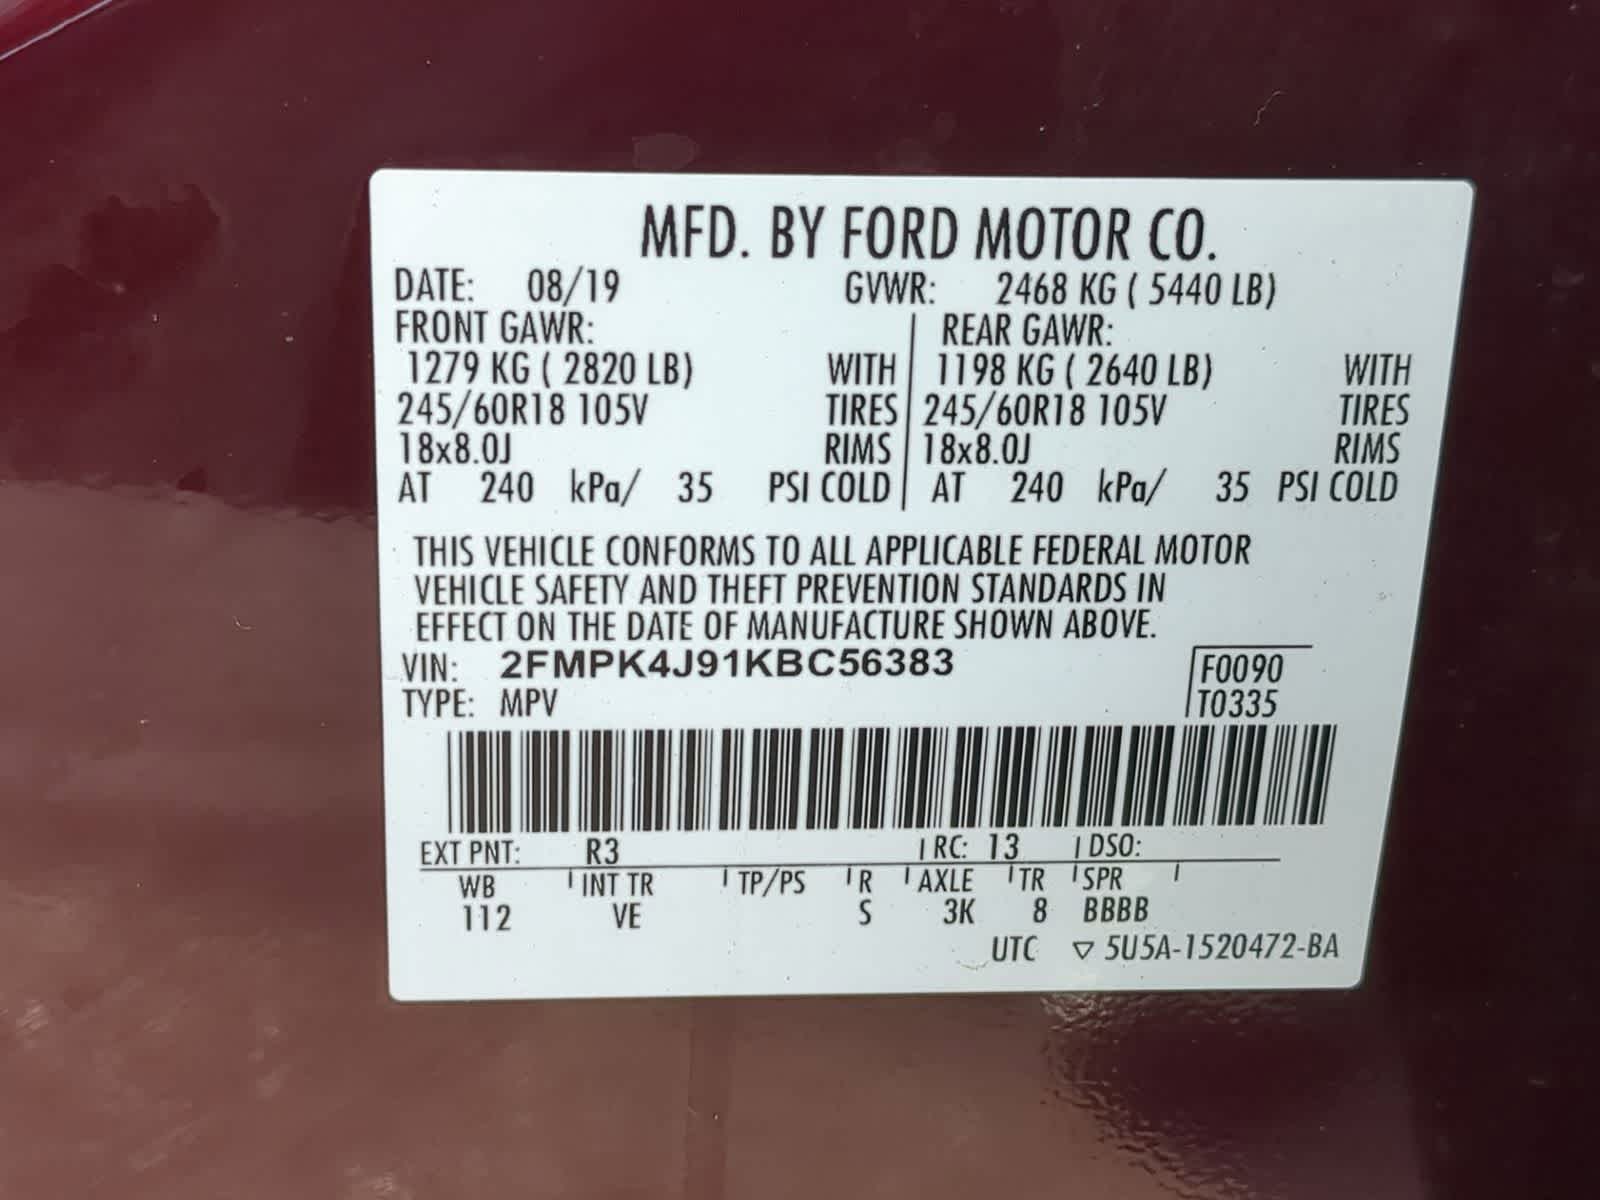 MFD. BY FORD MOTOR CO.
DATE: 08/19 GVWR: 2468 KG ( 5440 LB)
FRONT GAWR: REAR GAWR:
1279 KG ( 2820 LB) WITH 1198 KG ( 2640 LB) WITH
245/60R18 105V TIRES 245/60R18 105V TIRES
18x8.0J RIMS 18x8.0J RIMS
AT 240 kPa/ 35 PSI COLD AT 240 kPa/ 35 PSI COLD
THIS VEHICLE CONFORMS TO ALL APPLICABLE FEDERAL MOTOR
VEHICLE SAFETY AND THEFT PREVENTION STANDARDS IN
EFFECT ON THE DATE OF MANUFACTURE SHOWN ABOVE.
VIN: 2FMPK4J91KBC56383 F0090
TYPE: MPV T0335
EXT PNT: R3 RC: 13 DSO:
WB INT TR TP/PS R AXLE TR SPR
112 VE S 3K 8 BBBB
UTC ▽ 5U5A-1520472-BA